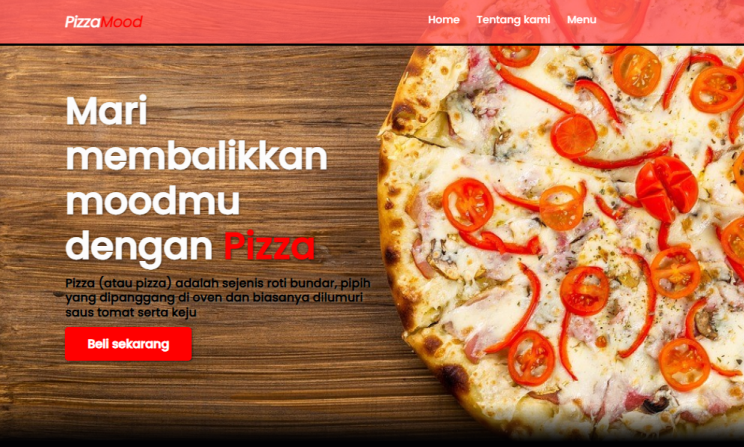 PizzaMood
Home Tentang kami Menu
Mari
membalikkan
moodmu
dengan Pizza
Pizza (atau pizza) adalah sejenis roti bundar, pipih
yang dipanggang di oven dan biasanya dilumuri
saus tomat serta keju
Beli sekarang